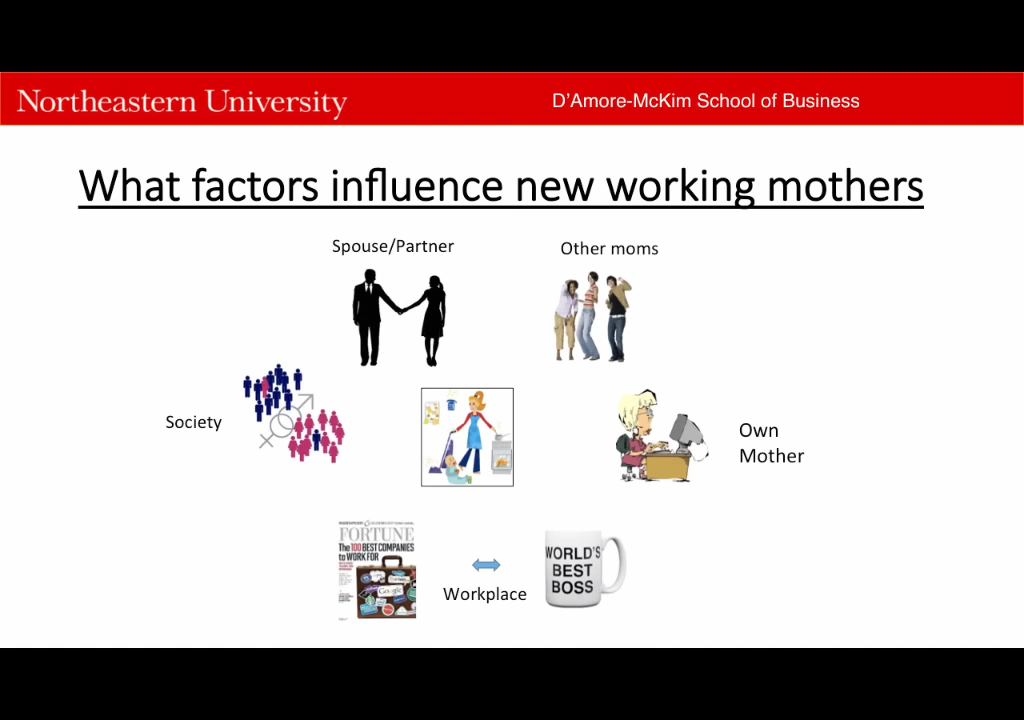 Northeastern University
D'Amore-McKim School of Business
What factors influence new working mothers
Spouse/Partner
Other moms
Society
Own
Mother
FORTUNE
The 100 BEST COMPANIES
to WORK FOR
Google
Workplace
WORLD'S
BEST
BOSS